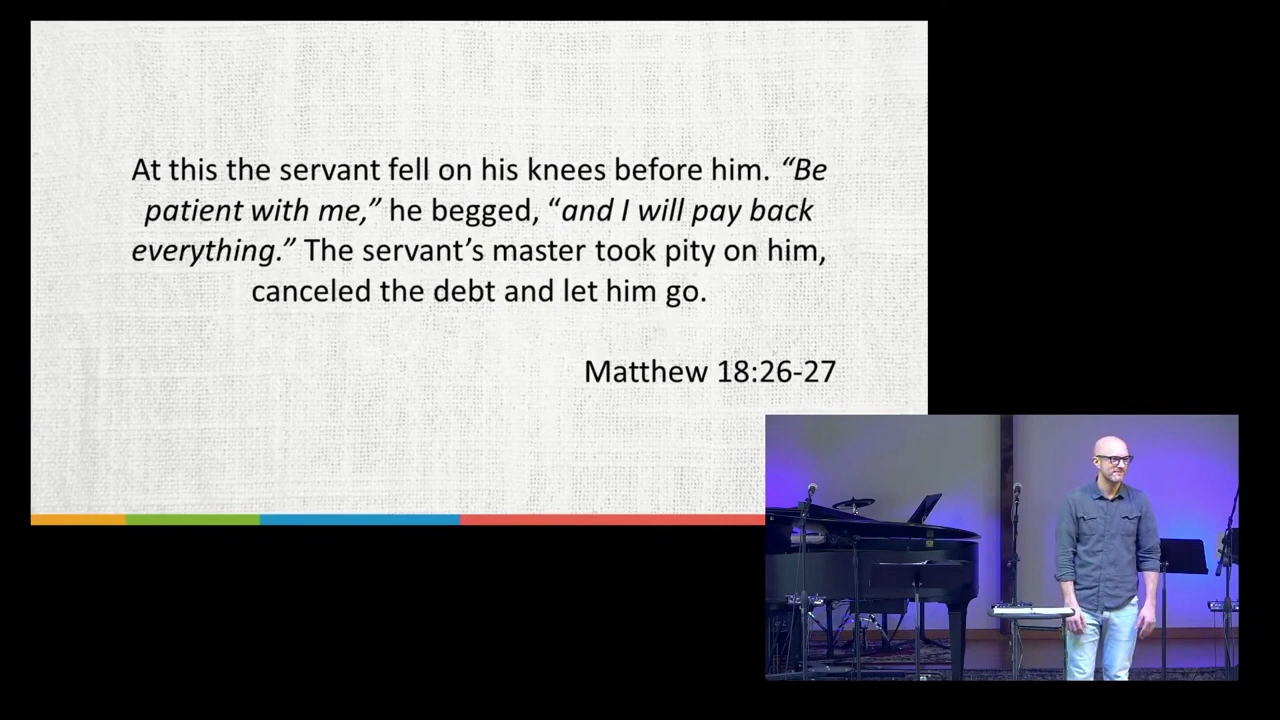 At this the servant fell on his knees before him. “Be
patient with me,” he begged, “and I will pay back
everything.” The servant’s master took pity on him,
canceled the debt and let him go.
Matthew 18:26-27